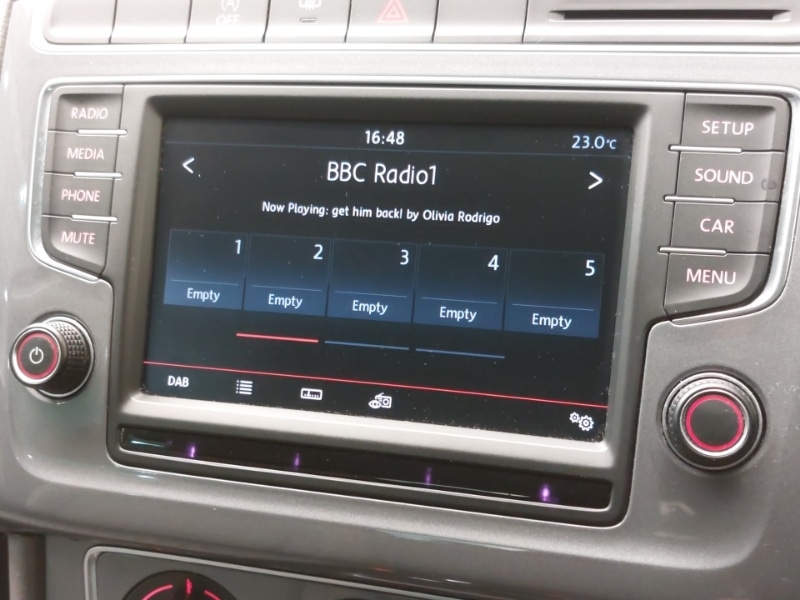 OFF
16:48
23.0°C
<
BBC Radio1
>
Now Playing: get him back! by Olivia Rodrigo
1
2
3
4
5
Empty
Empty
Empty
Empty
Empty
DAB
RADIO
MEDIA
PHONE
MUTE
SETUP
SOUND
CAR
MENU